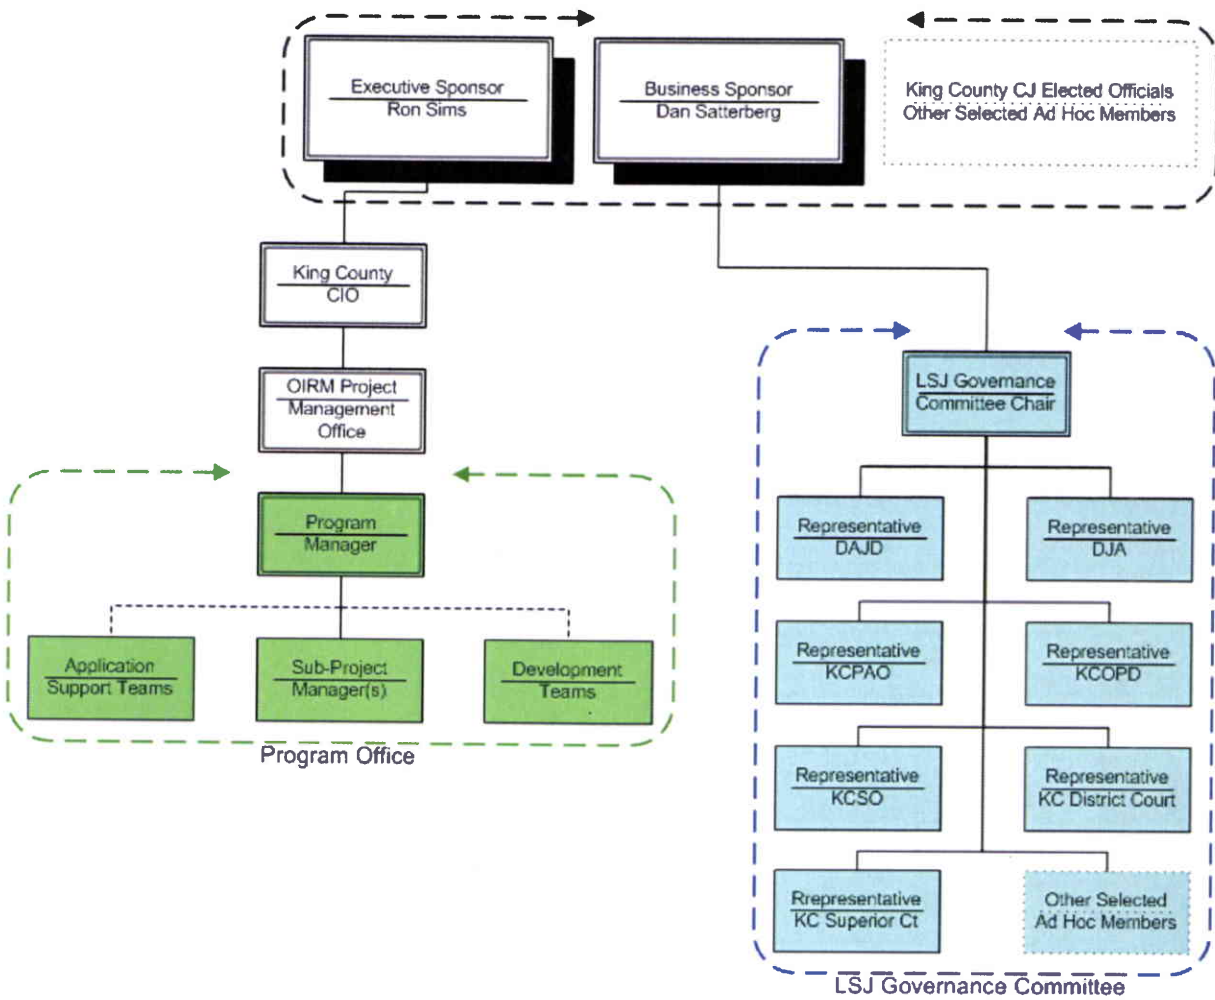 Executive Sponsor
Ron Sims
Business Sponsor
Dan Satterberg
King County CJ Elected Officials
Other Selected Ad Hoc Members
King County
CIO
OIRM Project
Management
Office
Program
Manager
Application
Support Teams
Sub-Project
Manager(s)
Development
Teams
Program Office
LSJ Governance
Committee Chair
Representative
DAJD
Representative
DJA
Representative
KCPAO
Representative
KCOPD
Representative
KCSO
Representative
KC District Court
Rrepresentative
KC Superior Ct
Other Selected
Ad Hoc Members
LSJ Governance Committee